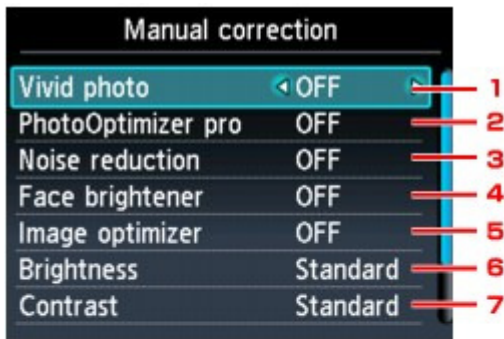 Manual correction
Vivid photo OFF 1
PhotoOptimizer pro OFF 2
Noise reduction OFF 3
Face brightener OFF 4
Image optimizer OFF 5
Brightness Standard 6
Contrast Standard 7